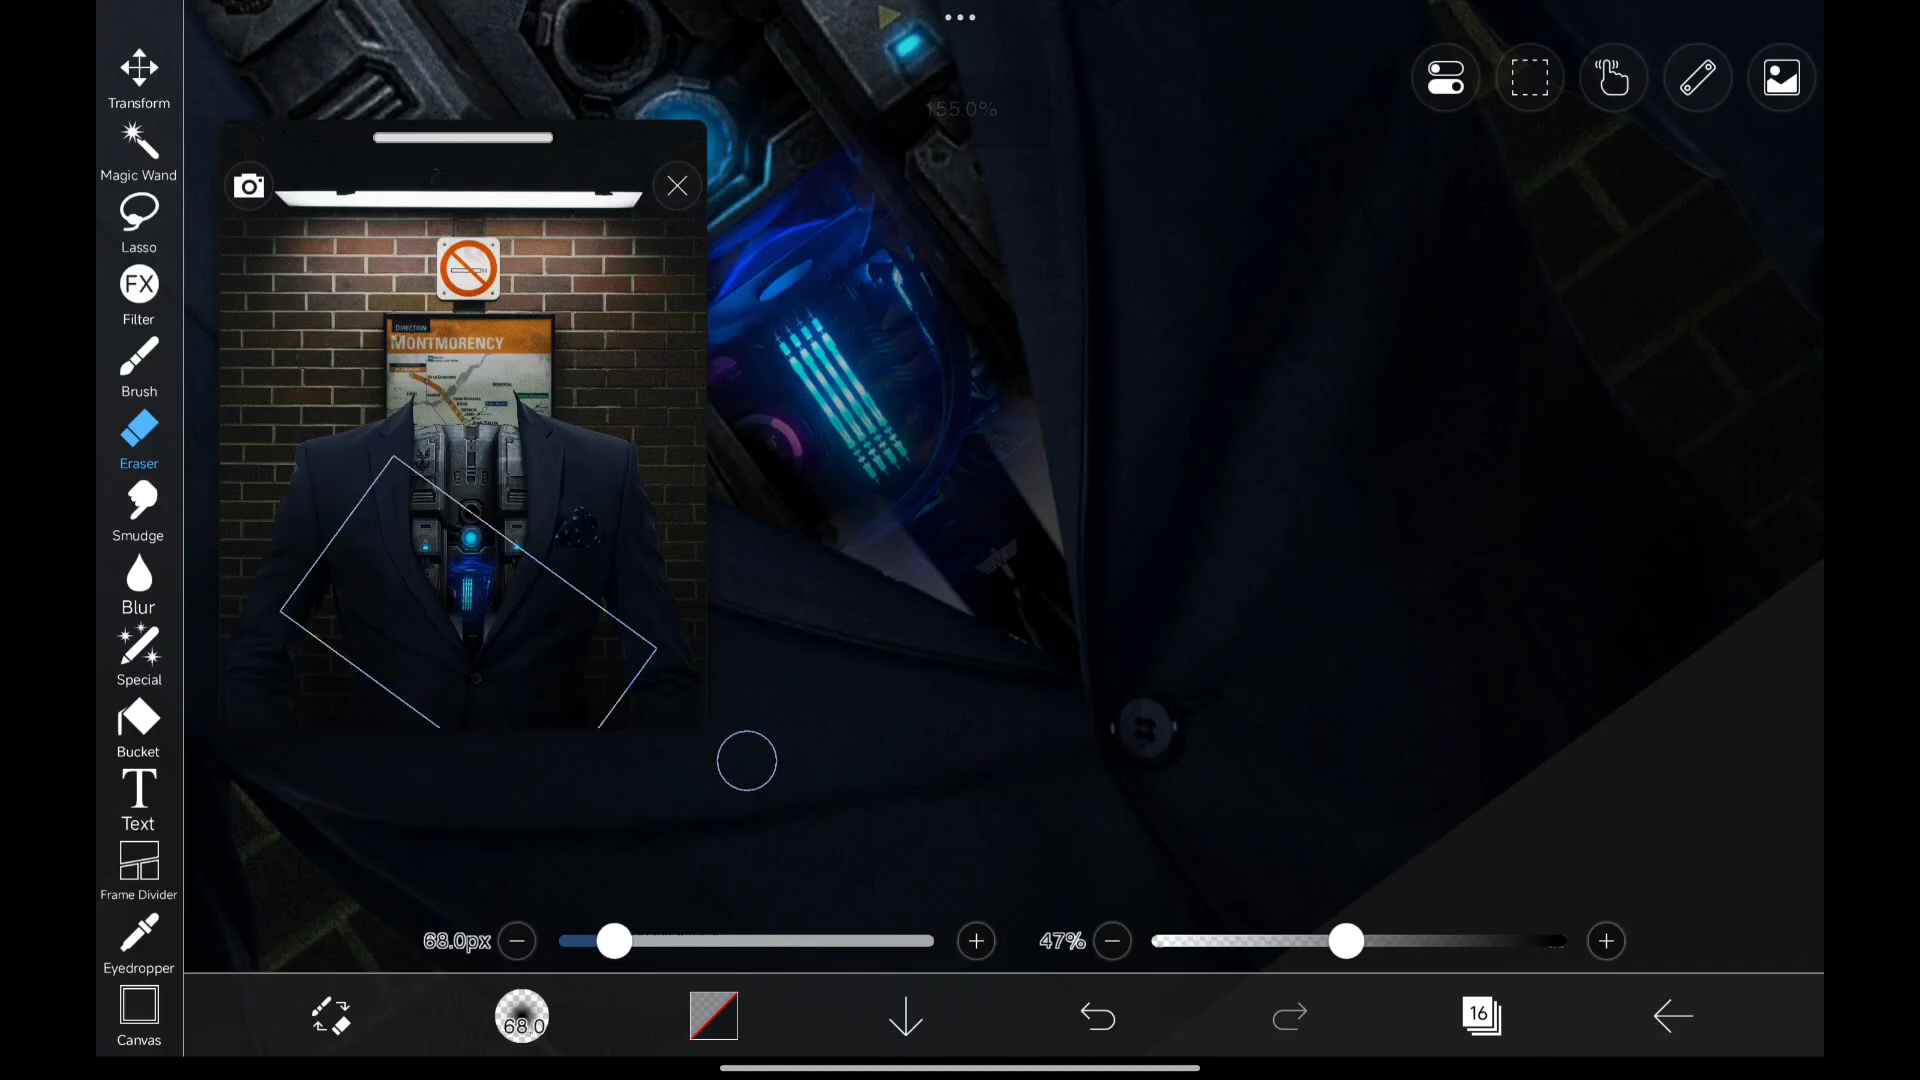 Transform
155.0%
Magic Wand
Lasso
FX
Filter
DIRECTION
MONTMORENCY
Brush
Eraser
Smudge
Blur
Special
Bucket
T
Text
Frame Divider
68.0px
47%
Eyedropper
68.0
16
Canvas